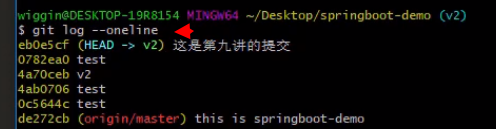 wiggin@DESKTOP-19R8154 MINGW64 ~/Desktop/springboot-demo (v2)
$ git log --oneline
eb0e5cf (HEAD -> v2) 这是第九讲的提交
0782ea0 test
4a70ceb v2
4ab0706 test
0c5644c test
de272cb (origin/master) this is springboot-demo